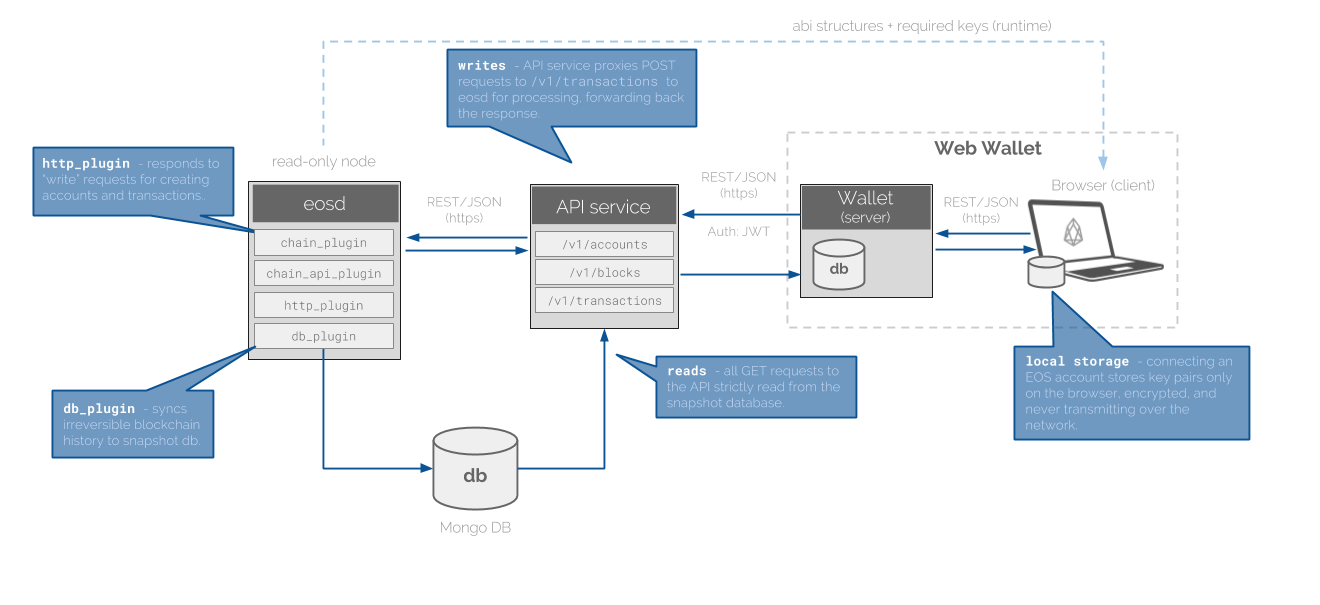 abi structures + required keys (runtime)
writes - API service proxies POST
requests to /v1/transactions to
eosd for processing, forwarding back
the response.
http_plugin - responds to
"write" requests for creating
accounts and transactions.
read-only node
eosd
chain_plugin
chain_api_plugin
http_plugin
db_plugin
REST/JSON
(https)
API service
/v1/accounts
/v1/blocks
/v1/transactions
REST/JSON
(https)
Auth: JWT
Web Wallet
Wallet
(server)
db
REST/JSON
(https)
Browser (client)
db_plugin - syncs
irreversible blockchain
history to snapshot db.
reads - all GET requests to
the API strictly read from the
snapshot database.
local storage - connecting an
EOS account stores key pairs only
on the browser, encrypted, and
never transmitting over the
network.
db
Mongo DB